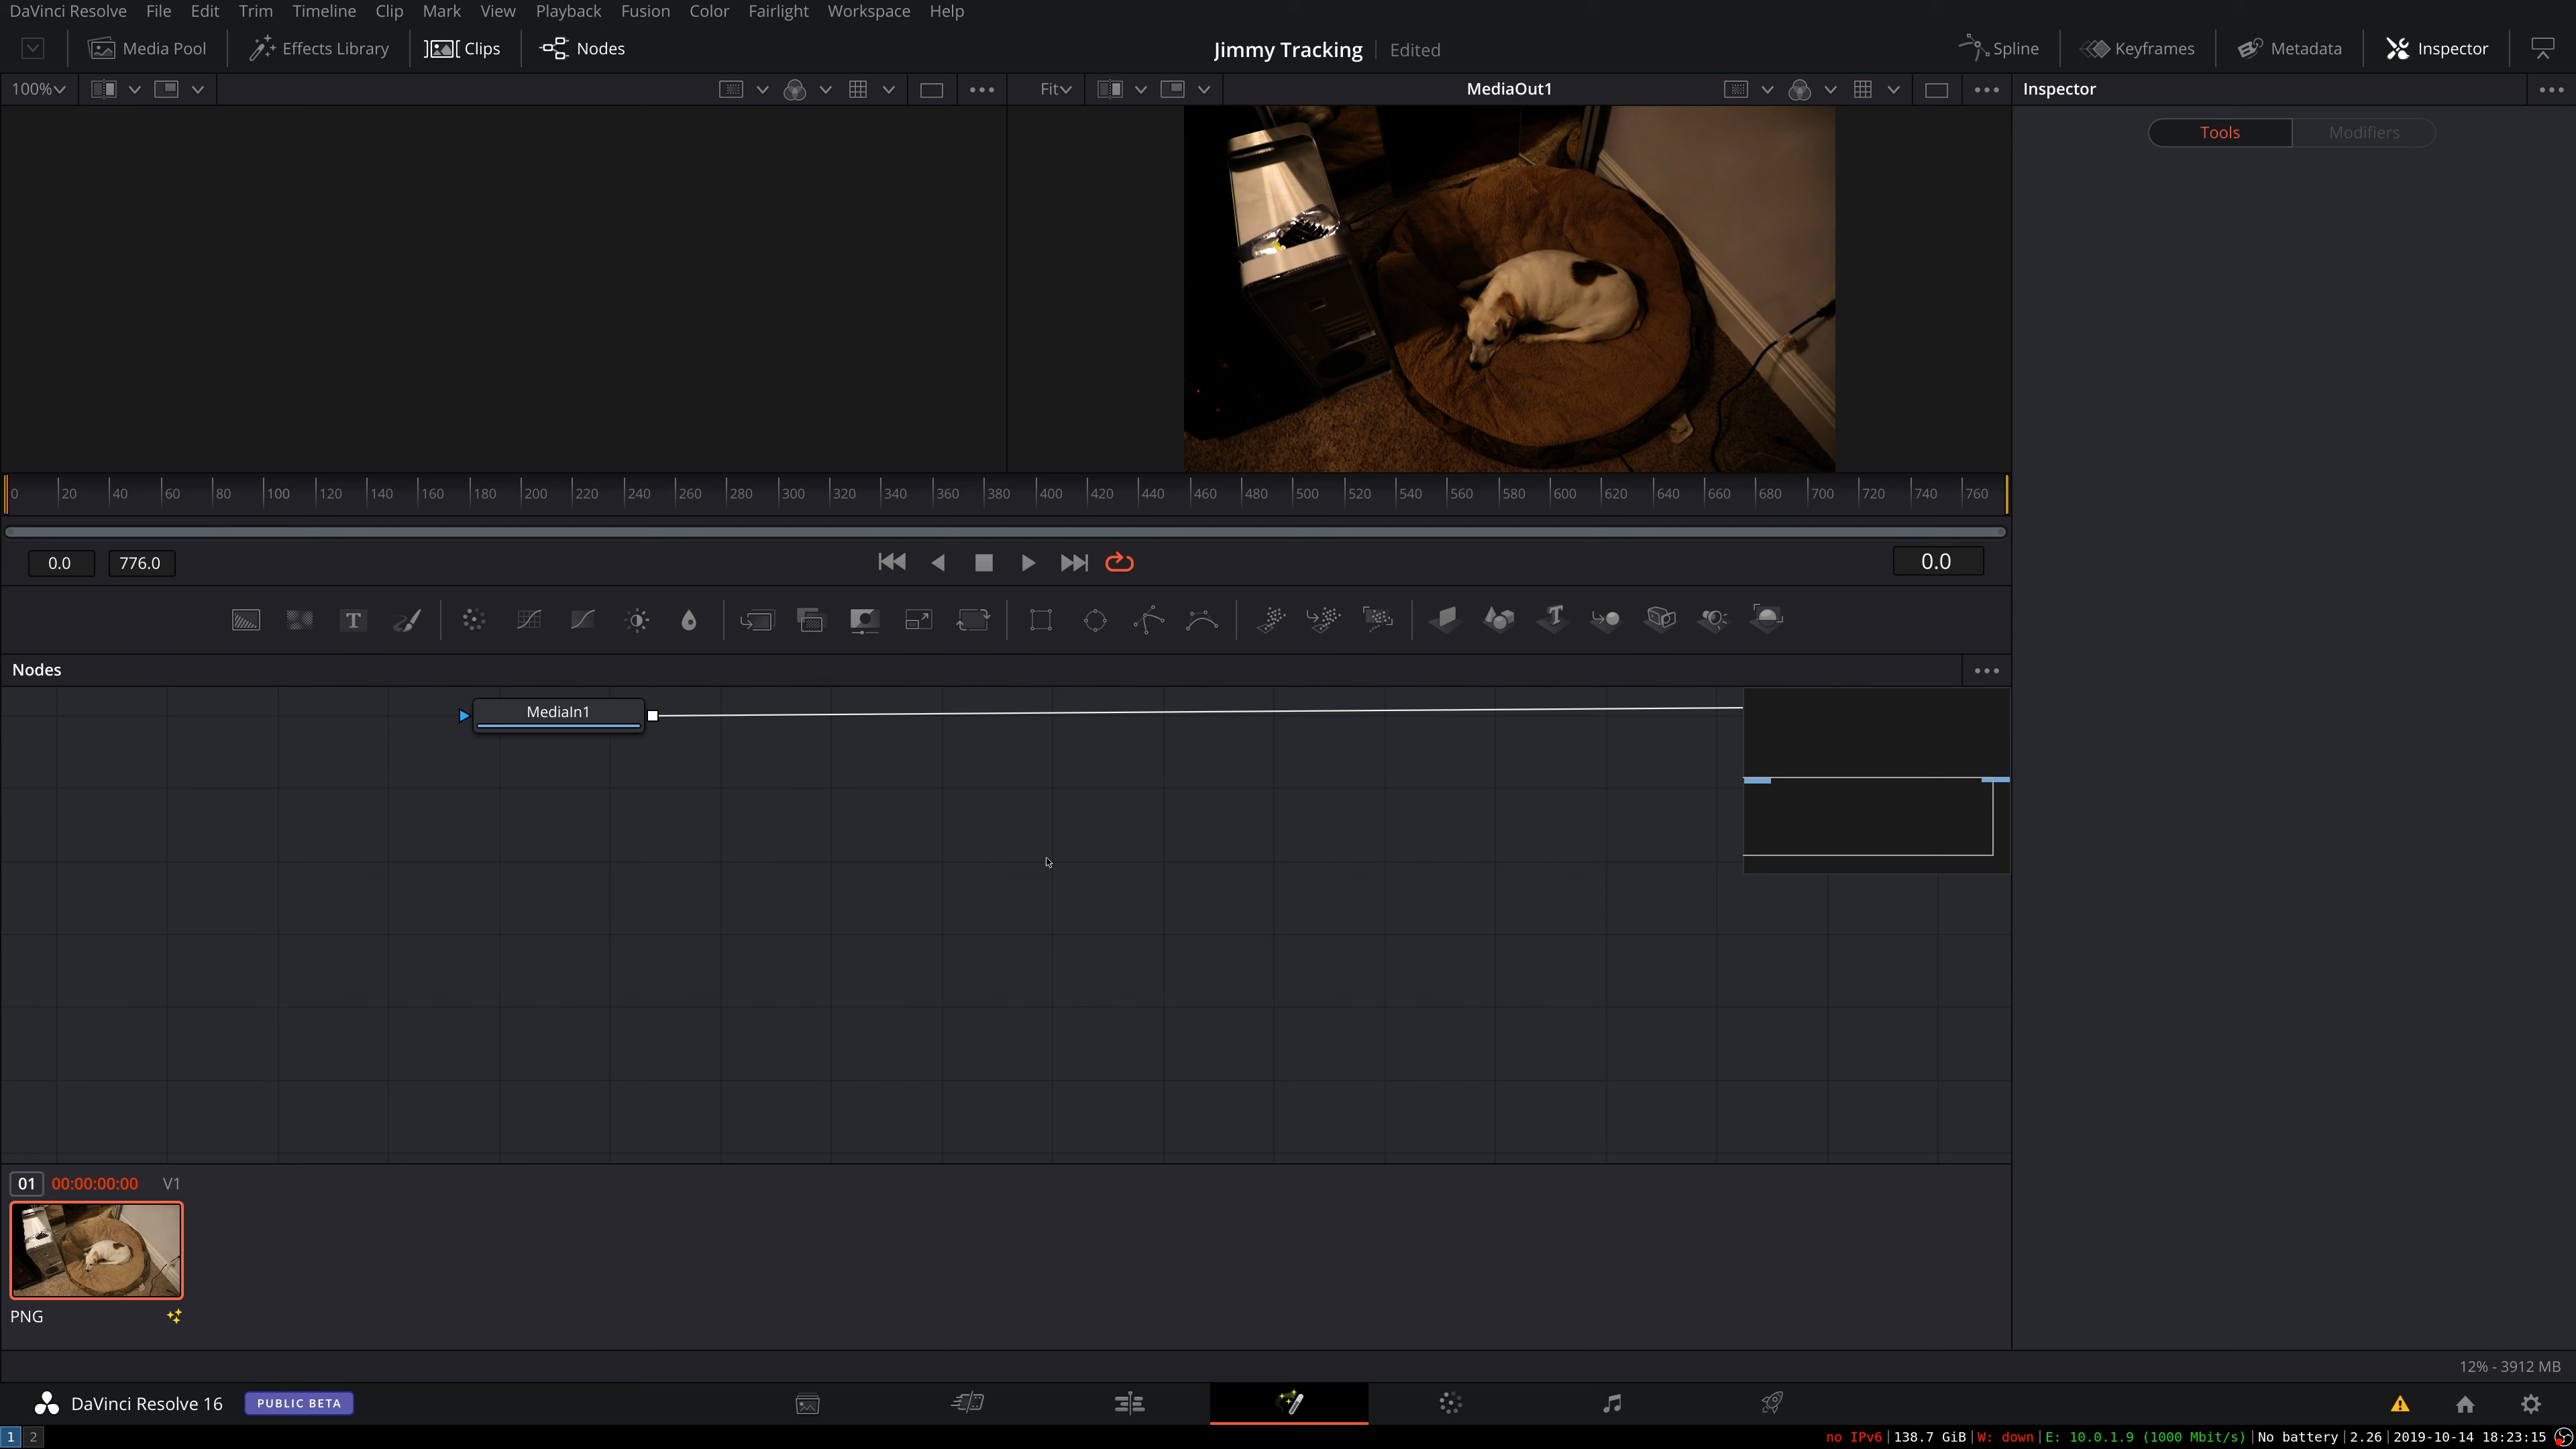 DaVinci Resolve File Edit Trim Timeline Clip Mark View Playback Fusion Color Fairlight Workspace Help
Media Pool Effects Library Clips Nodes Jimmy Tracking Edited Spline Keyframes Metadata Inspector
100% Fit MediaOut1 Inspector
Tools Modifiers
0 20 40 60 80 100 120 140 160 180 200 220 240 260 280 300 320 340 360 380 400 420 440 460 480 500 520 540 560 580 600 620 640 660 680 700 720 740 760
0.0 776.0 0.0
T
Nodes
MediaIn1
01 00:00:00:00 V1
PNG
12% - 3912 MB
DaVinci Resolve 16 PUBLIC BETA
1 2 no IPv6|138.7 GiB|W: down|E: 10.0.1.9 (1000 Mbit/s)|No battery|2.26|2019-10-14 18:23:15